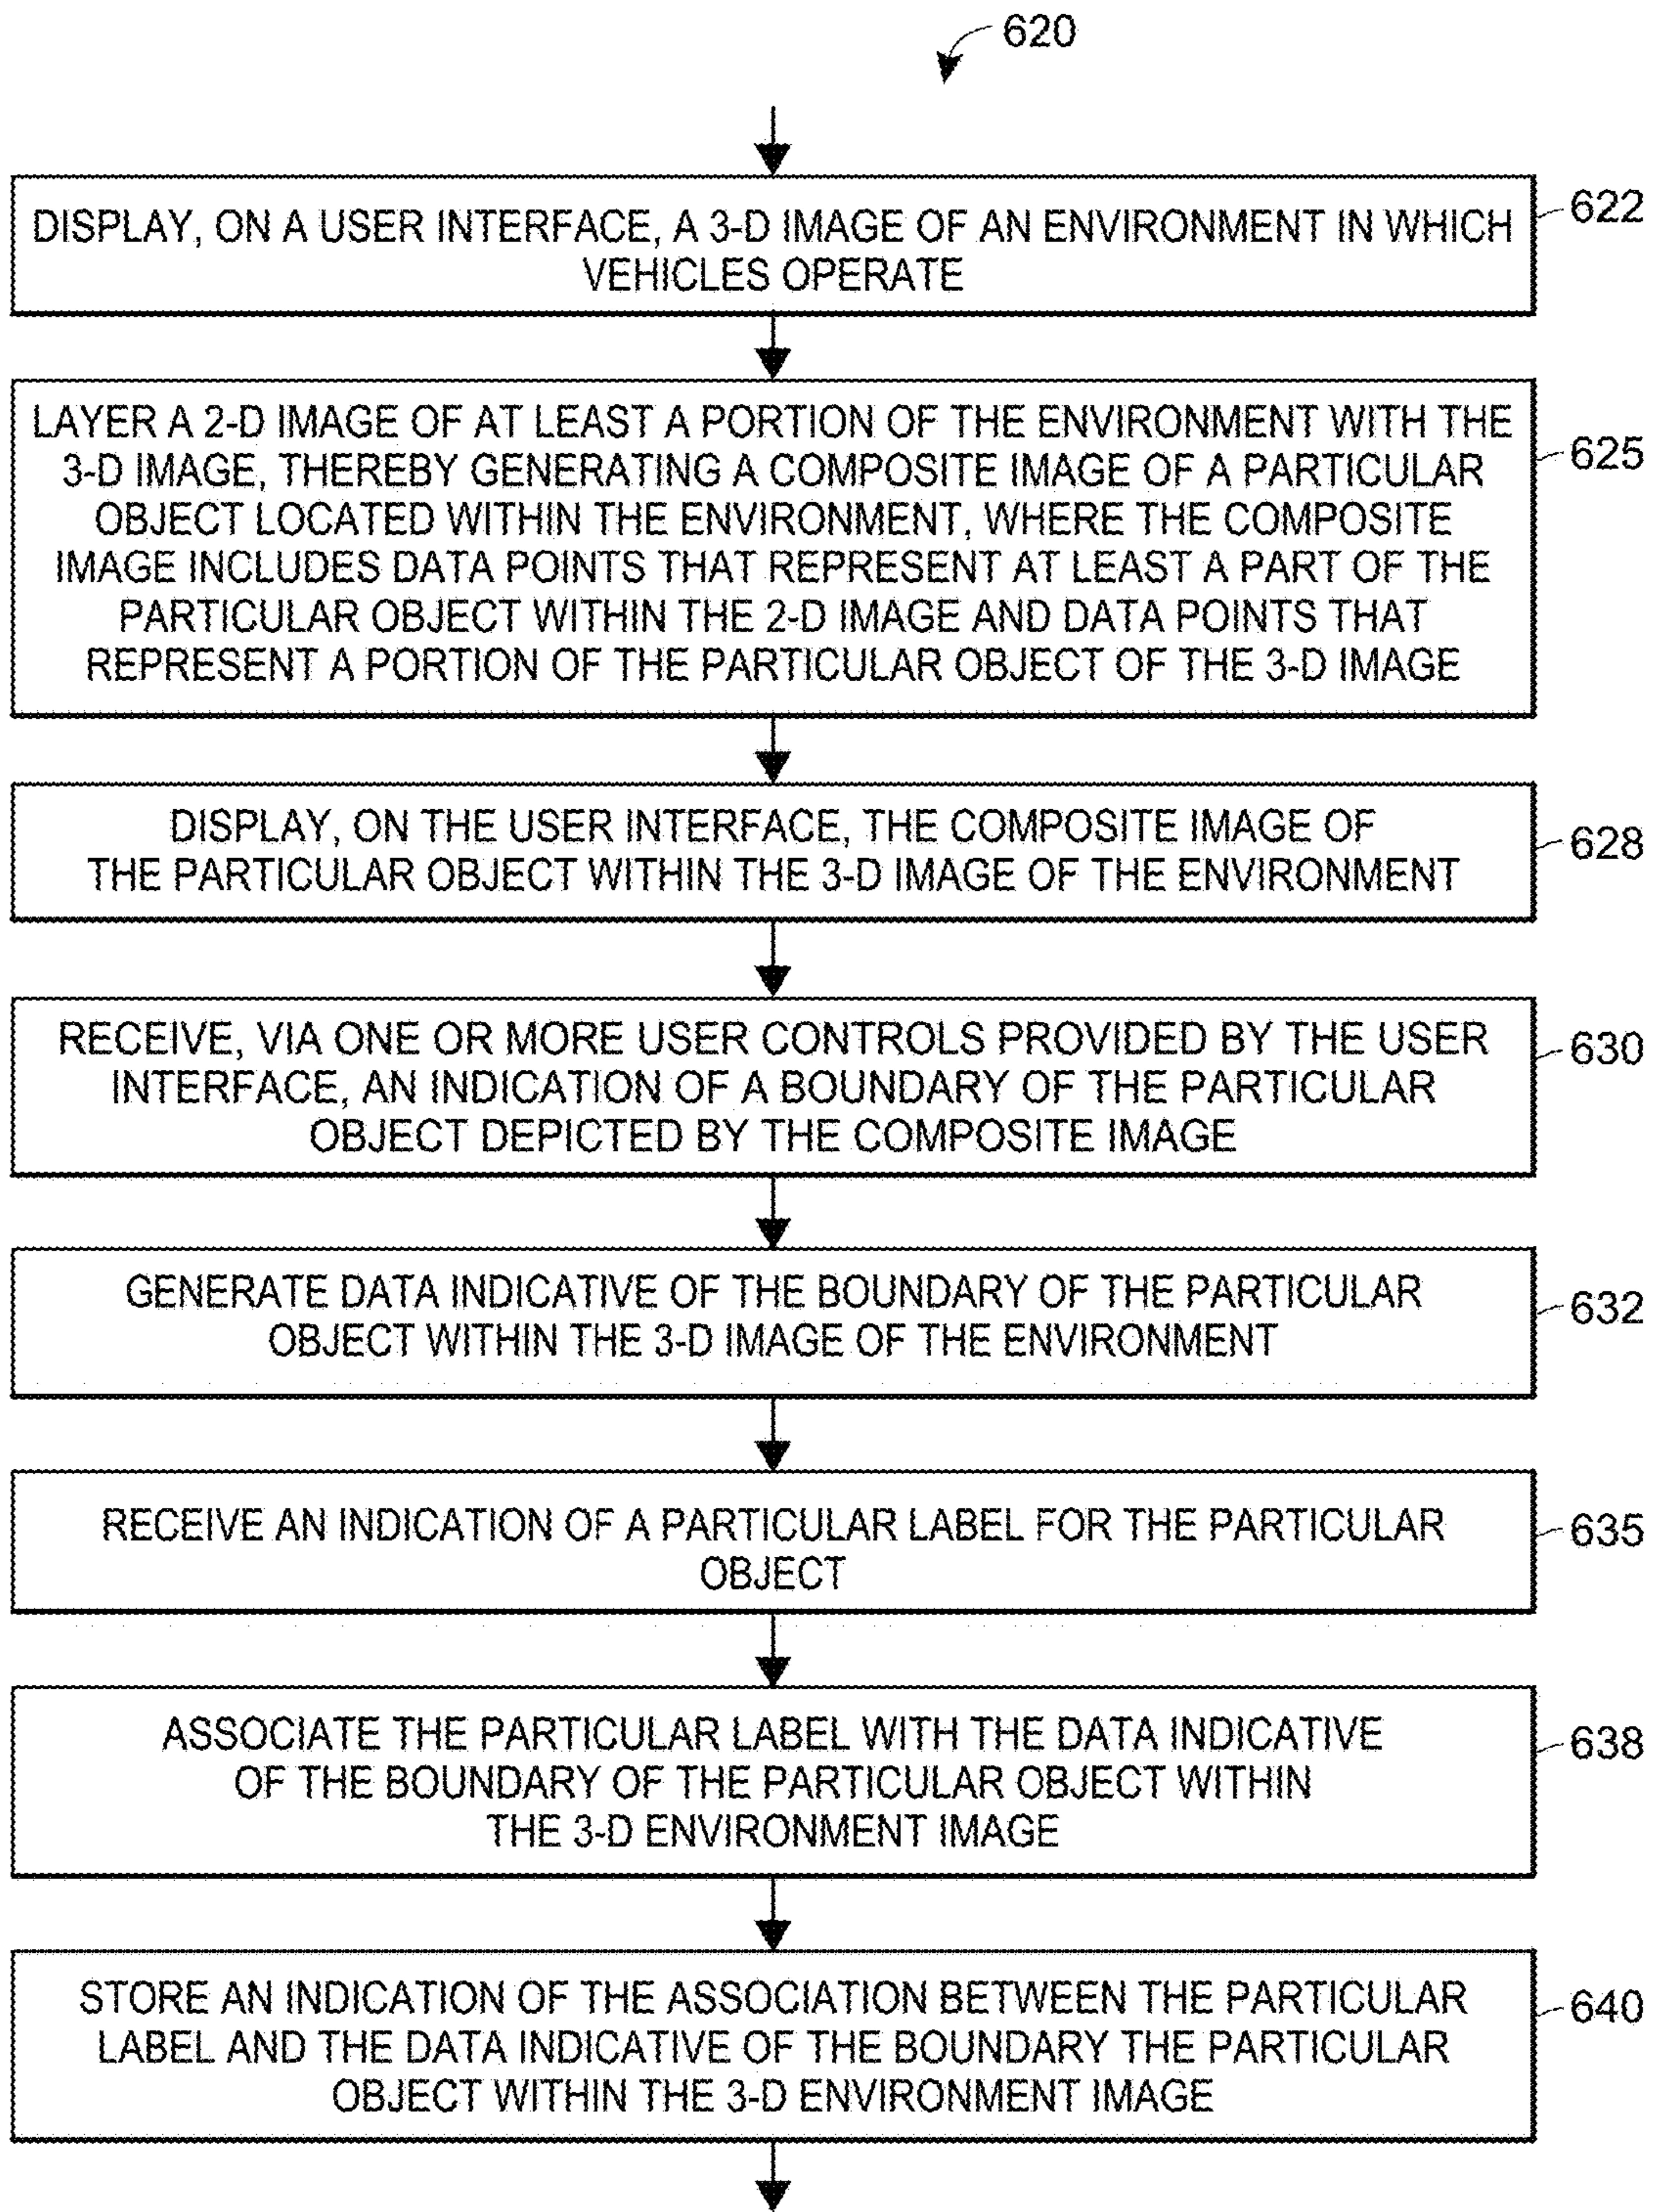 620
DISPLAY, ON A USER INTERFACE, A 3-D IMAGE OF AN ENVIRONMENT IN WHICH
VEHICLES OPERATE
622
LAYER A 2-D IMAGE OF AT LEAST A PORTION OF THE ENVIRONMENT WITH THE
3-D IMAGE, THEREBY GENERATING A COMPOSITE IMAGE OF A PARTICULAR
OBJECT LOCATED WITHIN THE ENVIRONMENT, WHERE THE COMPOSITE
IMAGE INCLUDES DATA POINTS THAT REPRESENT AT LEAST A PART OF THE
PARTICULAR OBJECT WITHIN THE 2-D IMAGE AND DATA POINTS THAT
REPRESENT A PORTION OF THE PARTICULAR OBJECT OF THE 3-D IMAGE
625
DISPLAY, ON THE USER INTERFACE, THE COMPOSITE IMAGE OF
THE PARTICULAR OBJECT WITHIN THE 3-D IMAGE OF THE ENVIRONMENT
628
RECEIVE, VIA ONE OR MORE USER CONTROLS PROVIDED BY THE USER
INTERFACE, AN INDICATION OF A BOUNDARY OF THE PARTICULAR
OBJECT DEPICTED BY THE COMPOSITE IMAGE
630
GENERATE DATA INDICATIVE OF THE BOUNDARY OF THE PARTICULAR
OBJECT WITHIN THE 3-D IMAGE OF THE ENVIRONMENT
632
RECEIVE AN INDICATION OF A PARTICULAR LABEL FOR THE PARTICULAR
OBJECT
635
ASSOCIATE THE PARTICULAR LABEL WITH THE DATA INDICATIVE
OF THE BOUNDARY OF THE PARTICULAR OBJECT WITHIN
THE 3-D ENVIRONMENT IMAGE
638
STORE AN INDICATION OF THE ASSOCIATION BETWEEN THE PARTICULAR
LABEL AND THE DATA INDICATIVE OF THE BOUNDARY THE PARTICULAR
OBJECT WITHIN THE 3-D ENVIRONMENT IMAGE
640